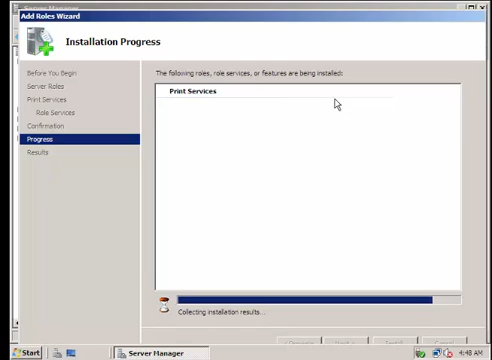 Server Manager
Add Roles Wizard
Installation Progress
Before You Begin
Server Roles
Print Services
Role Services
Confirmation
Progress
Results
The following roles, role services, or features are being installed:
Print Services
Collecting installation results...
Install
Cancel
Start
Server Manager
4:48 AM